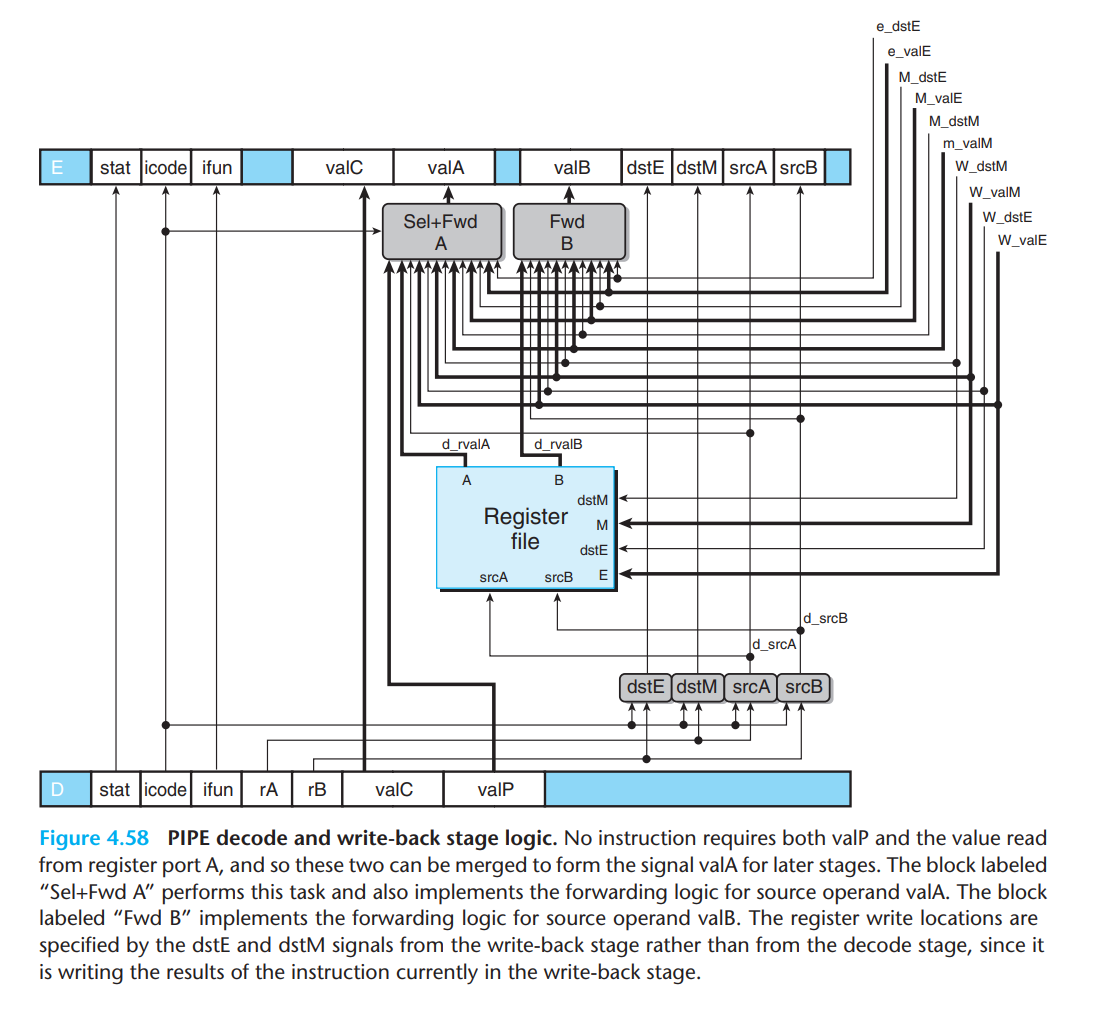 e_dstE
e_valE
M_dstE
M_valE
M_dstM
m_valM
W_dstM
W_valM
W_dstE
W_valE
E stat icode ifun valC valA valB dstE dstM srcA srcB
Sel+Fwd
A
Fwd
B
d_rvalA
d_rvalB
A
B
dstM
Register
file
M
dstE
srcA
srcB
E
d_srcB
d_srcA
dstE dstM srcA srcB
D stat icode ifun rA rB valC valP
Figure 4.58 PIPE decode and write-back stage logic. No instruction requires both valP and the value read
from register port A, and so these two can be merged to form the signal valA for later stages. The block labeled
“Sel+Fwd A” performs this task and also implements the forwarding logic for source operand valA. The block
labeled “Fwd B” implements the forwarding logic for source operand valB. The register write locations are
specified by the dstE and dstM signals from the write-back stage rather than from the decode stage, since it
is writing the results of the instruction currently in the write-back stage.